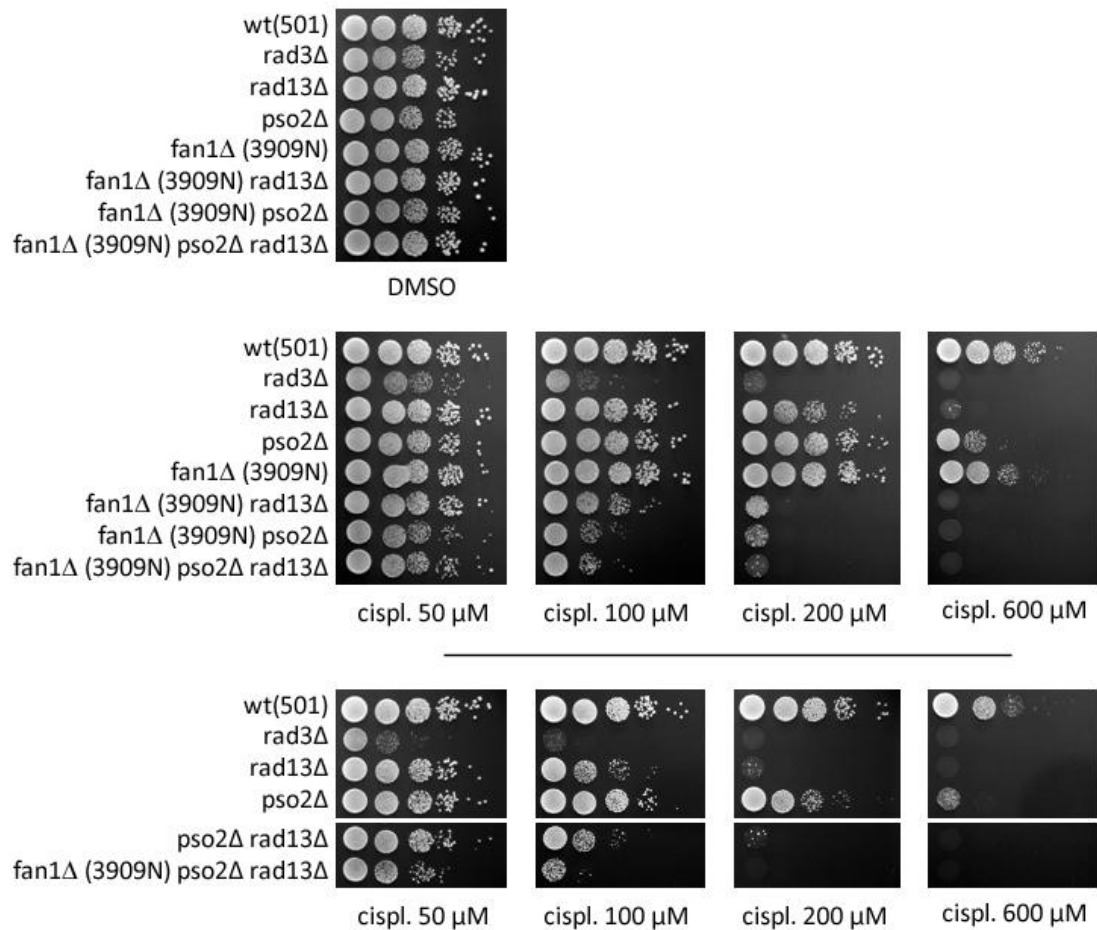 wt(501)
rad3Δ
rad13Δ
pso2Δ
fan1Δ (3909N)
fan1Δ (3909N) rad13Δ
fan1Δ (3909N) pso2Δ
fan1Δ (3909N) pso2Δ rad13Δ
DMSO
wt(501)
rad3Δ
rad13Δ
pso2Δ
fan1Δ (3909N)
fan1Δ (3909N) rad13Δ
fan1Δ (3909N) pso2Δ
fan1Δ (3909N) pso2Δ rad13Δ
cispl. 50 μM cispl. 100 μM cispl. 200 μM cispl. 600 μM
wt(501)
rad3Δ
rad13Δ
pso2Δ
pso2Δ rad13Δ
fan1Δ (3909N) pso2Δ rad13Δ
cispl. 50 μM cispl. 100 μM cispl. 200 μM cispl. 600 μM